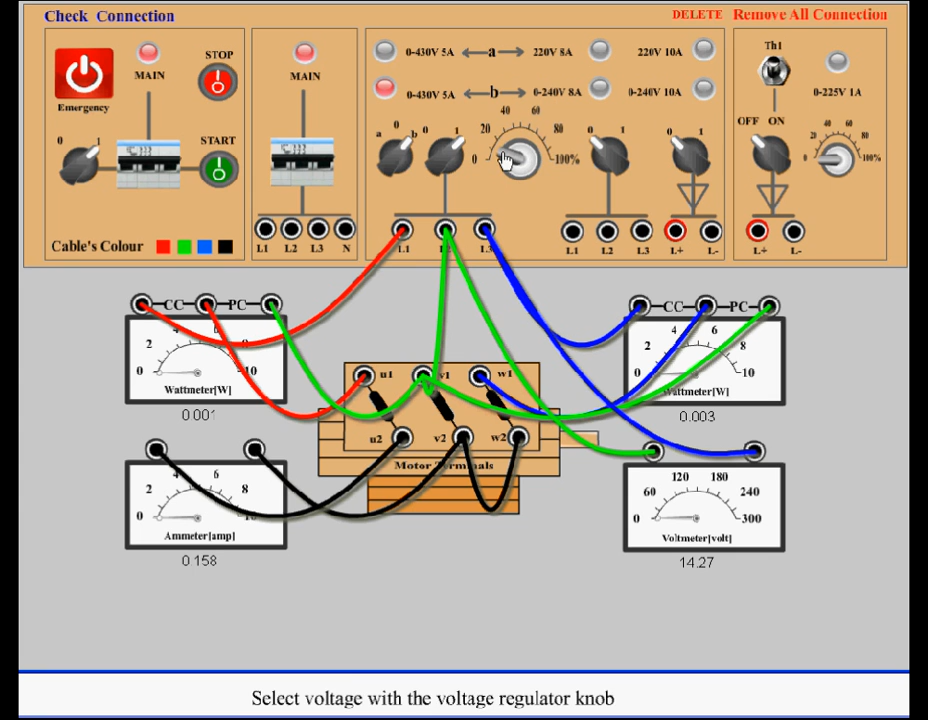 Check Connection
DELETE Remove All Connection
MAIN
STOP
Emergency
START
0 1
Cable's Colour
MAIN
L1 L2 L3 N
0-430V 5A a 220V 8A 220V 10A
0-430V 5A b 0-240V 8A 0-240V 10A
a 0 b 0 1
0 20 40 60 80 100%
0 1 0 1
L1 L3
L1 L2 L3 L+ L-
Th1
0-225V 1A
OFF ON
0 20 40 60 80 100%
L+ L-
CC PC
0 2 4 6 8 10
Wattmeter[W]
0.001
CC PC
0 2 4 6 8 10
Wattmeter[W]
0.003
u1 v1 w1
u2 v2 w2
Motor Terminals
0 2 4 6 8 10
Ammeter[amp]
0.158
0 60 120 180 240 300
Voltmeter[volt]
14.27
Select voltage with the voltage regulator knob